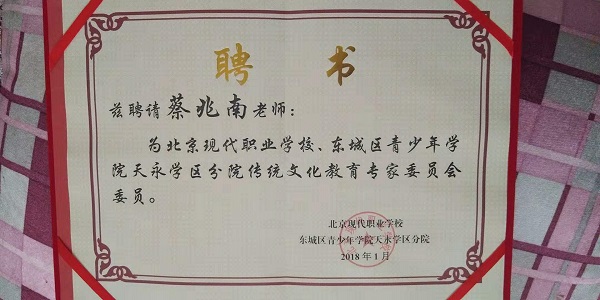 聘书
兹聘请蔡兆南老师：
为北京现代职业学校、东城区青少年学
院天永学区分院传统文化教育专家委员会
委员。
北京现代职业学校
东城区青少年学院天永学区分院
2018年1月